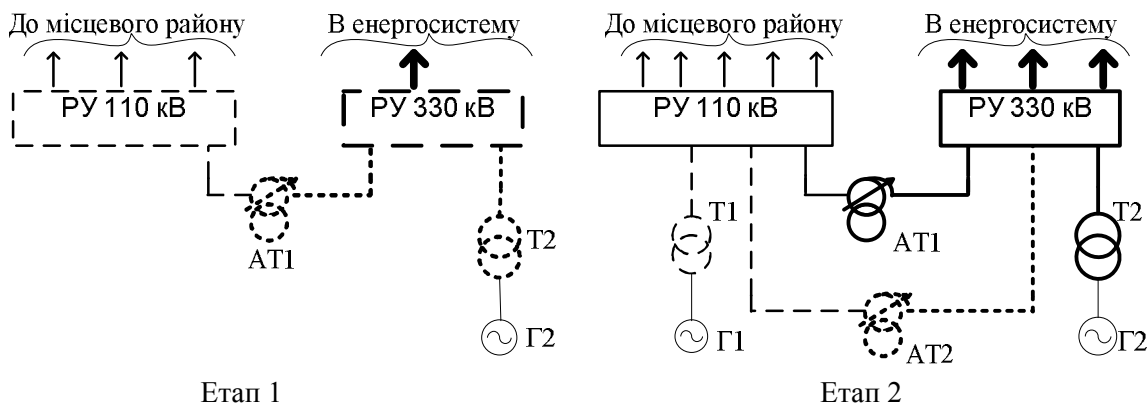 До місцевого району
В енергосистему
РУ 110 кВ
РУ 330 кВ
АТ1
Т2
Г2
Етап 1
До місцевого району
В енергосистему
РУ 110 кВ
РУ 330 кВ
Т1
АТ1
Т2
Г1
АТ2
Г2
Етап 2